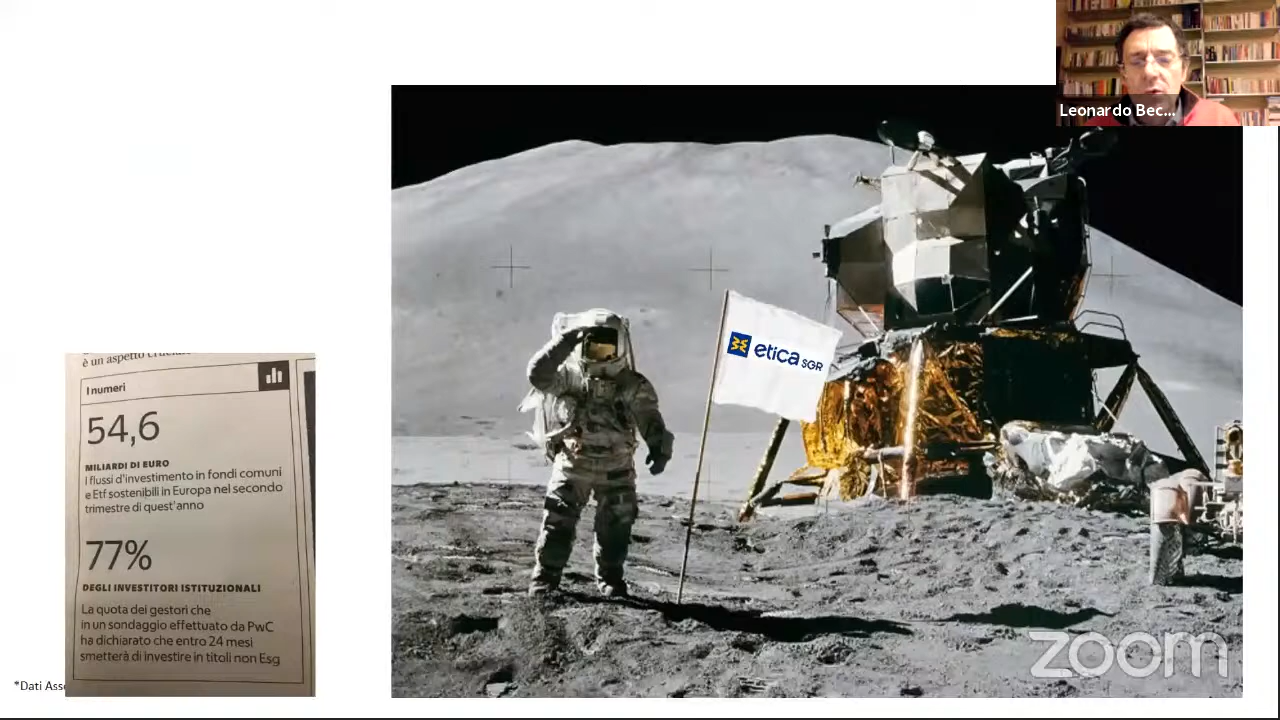 Leonardo Bec...
è un aspetto
I numeri
54,6
MILIARDI DI EURO
I flussi d'investimento in fondi comuni
e Etf sostenibili in Europa nel secondo
trimestre di quest'anno
77%
DEGLI INVESTITORI ISTITUZIONALI
La quota dei gestori che
in un sondaggio effettuato da PwC
ha dichiarato che entro 24 mesi
smetterà di investire in titoli non Esg
*Dati
etica SGR
zoom